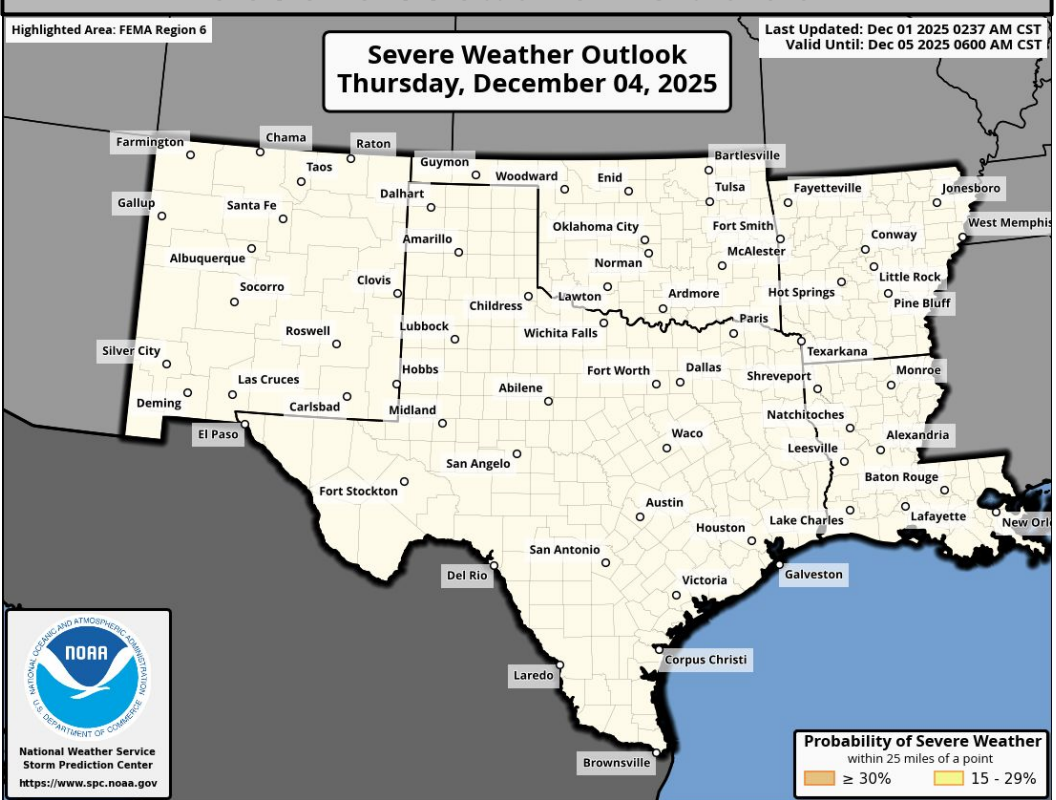 Highlighted Area: FEMA Region 6
Last Updated: Dec 01 2025 0237 AM CST
Valid Until: Dec 05 2025 0600 AM CST
Severe Weather Outlook
Thursday, December 04, 2025
Farmington
Chama
Raton
Taos
Guymon
Woodward
Enid
Bartlesville
Tulsa
Fayetteville
Jonesboro
Gallup
Santa Fe
Dalhart
Oklahoma City
Fort Smith
West Memphis
Albuquerque
Amarillo
Norman
McAlester
Conway
Socorro
Clovis
Childress
Lawton
Ardmore
Hot Springs
Little Rock
Pine Bluff
Roswell
Lubbock
Wichita Falls
Paris
Texarkana
Silver City
Las Cruces
Hobbs
Abilene
Fort Worth
Dallas
Shreveport
Monroe
Deming
Carlsbad
Midland
Natchitoches
El Paso
San Angelo
Waco
Leesville
Alexandria
Fort Stockton
Austin
Baton Rouge
Houston
Lake Charles
Lafayette
New Orl
Del Rio
San Antonio
Victoria
Galveston
Laredo
Corpus Christi
Brownsville
NATIONAL OCEANIC AND ATMOSPHERIC ADMINISTRATION
NOAA
U.S. DEPARTMENT OF COMMERCE
National Weather Service
Storm Prediction Center
https://www.spc.noaa.gov
Probability of Severe Weather
within 25 miles of a point
≥ 30%
15 - 29%